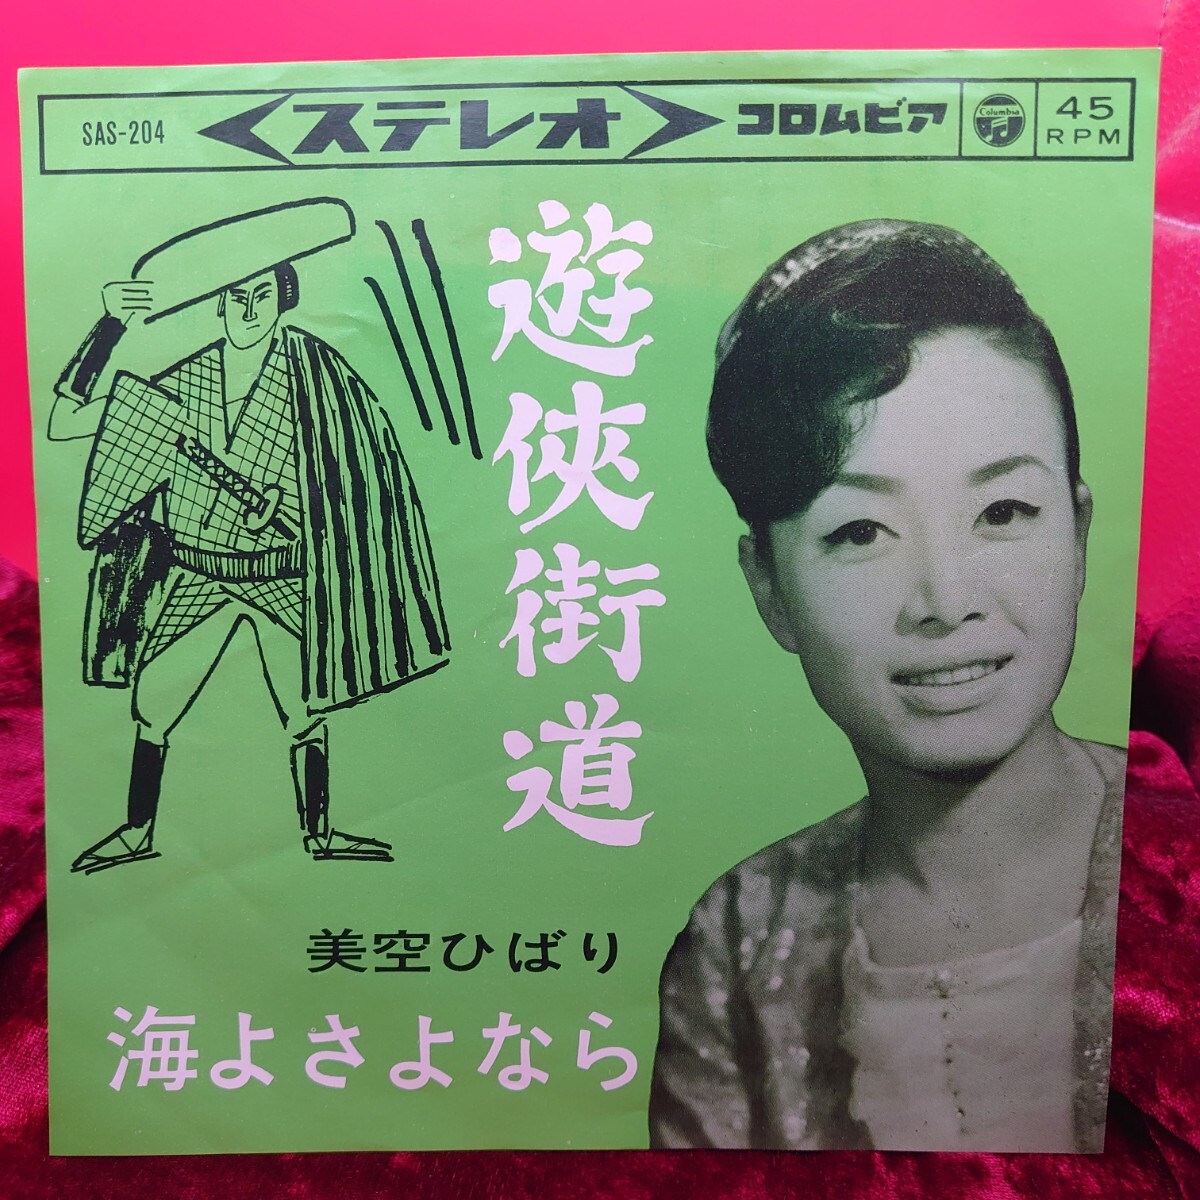 SAS-204
ステレオ
コロムビア
Columbia
45
RPM
遊俠街道
美空ひばり
海よさよなら